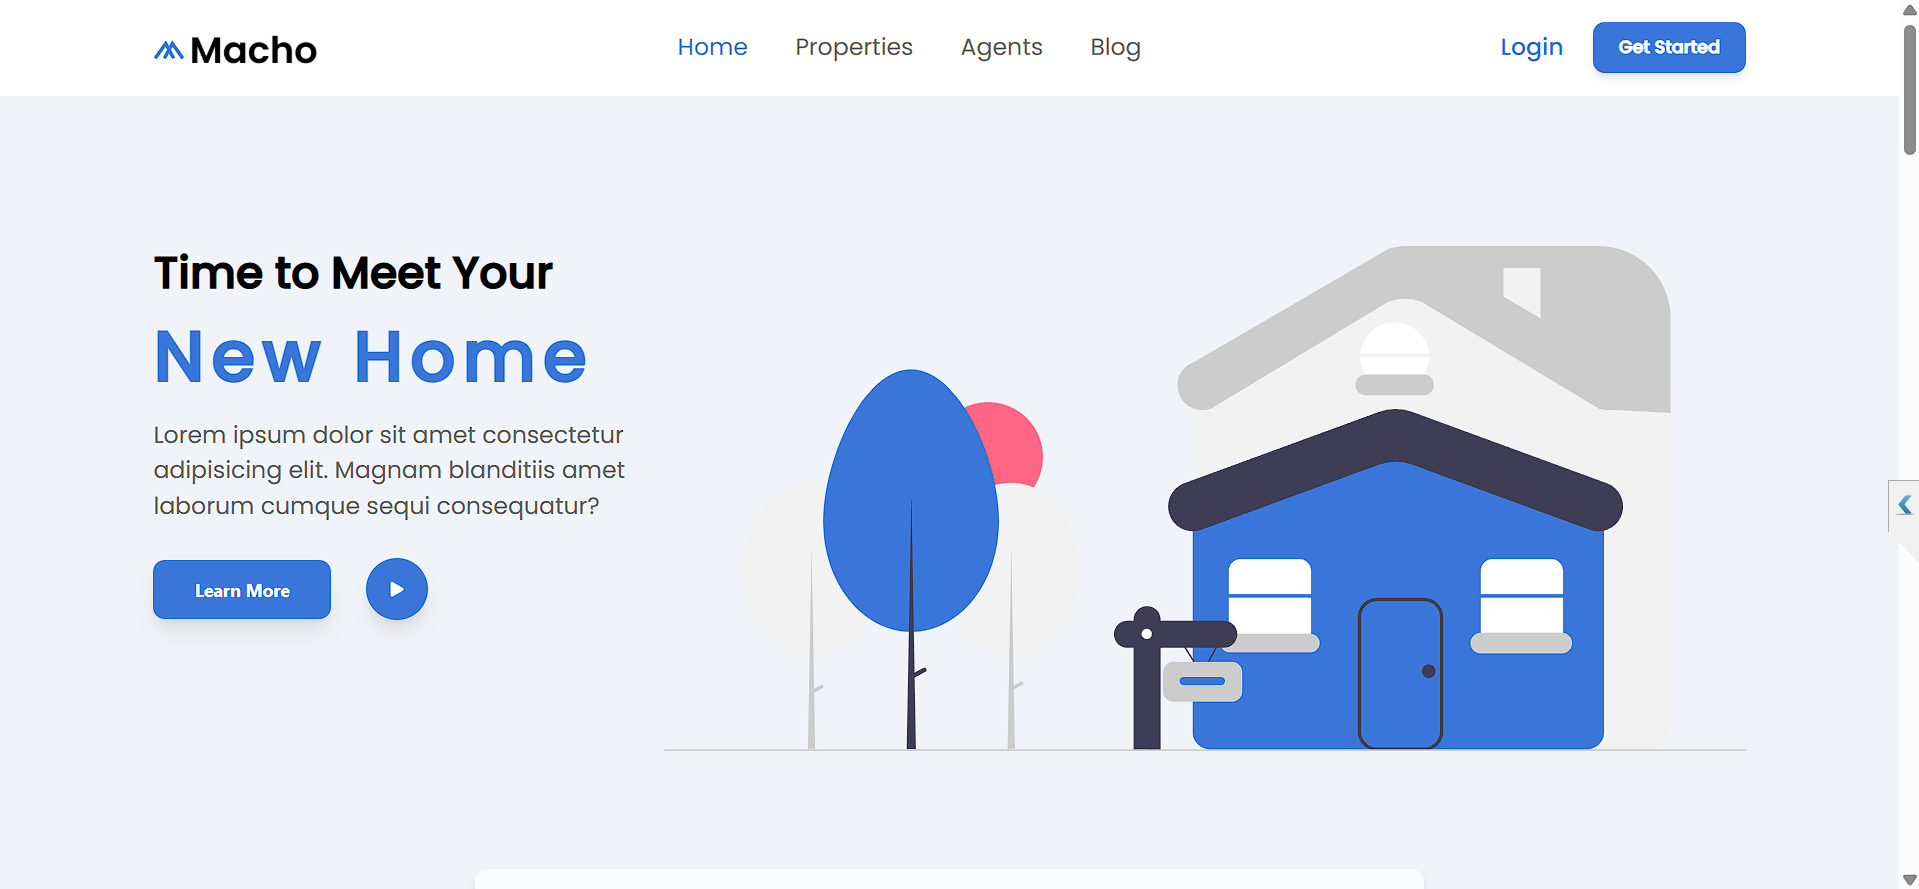 Macho
Home
Properties
Agents
Blog
Login
Get Started
Time to Meet Your
New Home
Lorem ipsum dolor sit amet consectetur
adipisicing elit. Magnam blanditiis amet
laborum cumque sequi consequatur?
Learn More